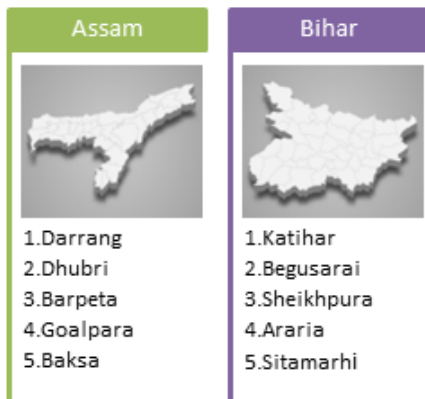 Assam
1.Darrang
2.Dhubri
3.Barpeta
4.Goalpara
5.Baksa
Bihar
1.Katihar
2.Begusarai
3.Sheikhpura
4.Araria
5.Sitamarhi